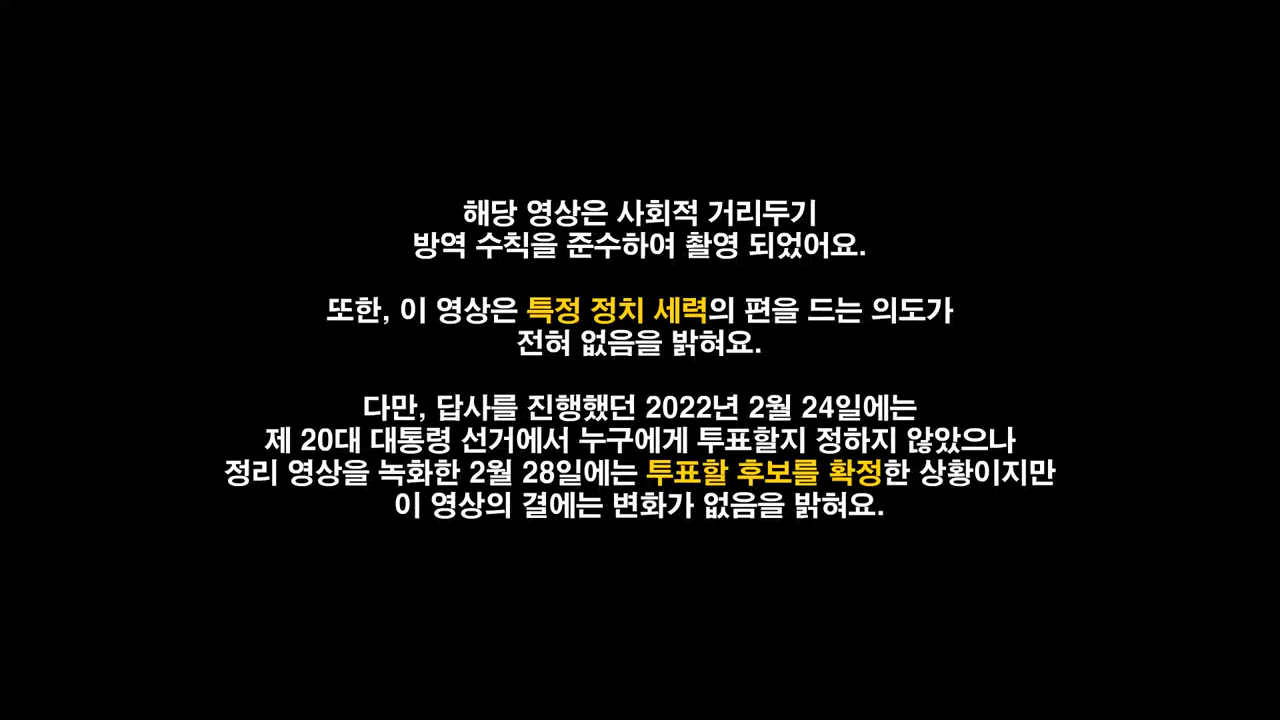 해당 영상은 사회적 거리두기
방역 수칙을 준수하여 촬영 되었어요.
또한, 이 영상은 특정 정치 세력의 편을 드는 의도가
전혀 없음을 밝혀요.
다만, 답사를 진행했던 2022년 2월 24일에는
제 20대 대통령 선거에서 누구에게 투표할지 정하지 않았으나
정리 영상을 녹화한 2월 28일에는 투표할 후보를 확정한 상황이지만
이 영상의 결에는 변화가 없음을 밝혀요.